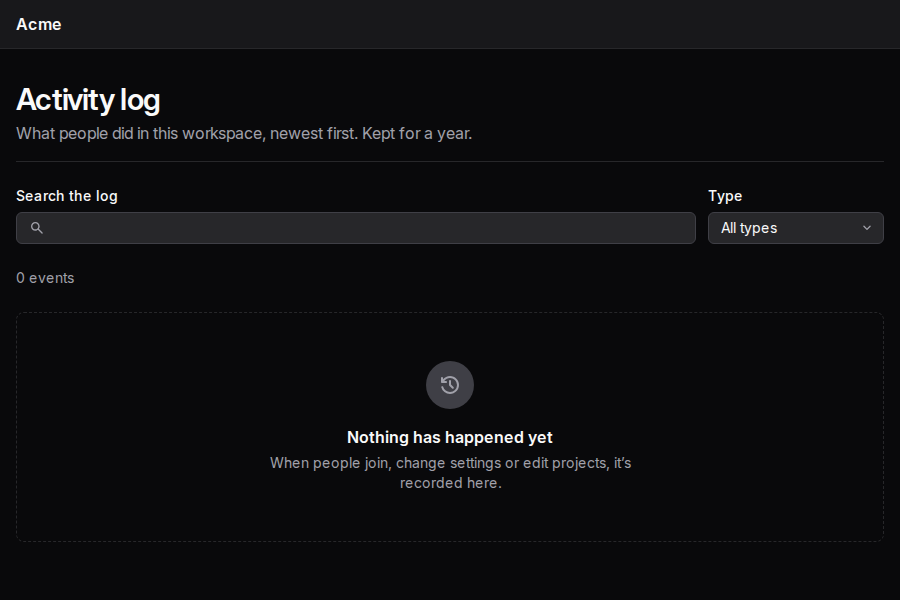 Acme
Activity log
What people did in this workspace, newest first. Kept for a year.
Search the log
Type
All types
0 events
Nothing has happened yet
When people join, change settings or edit projects, it’s
recorded here.